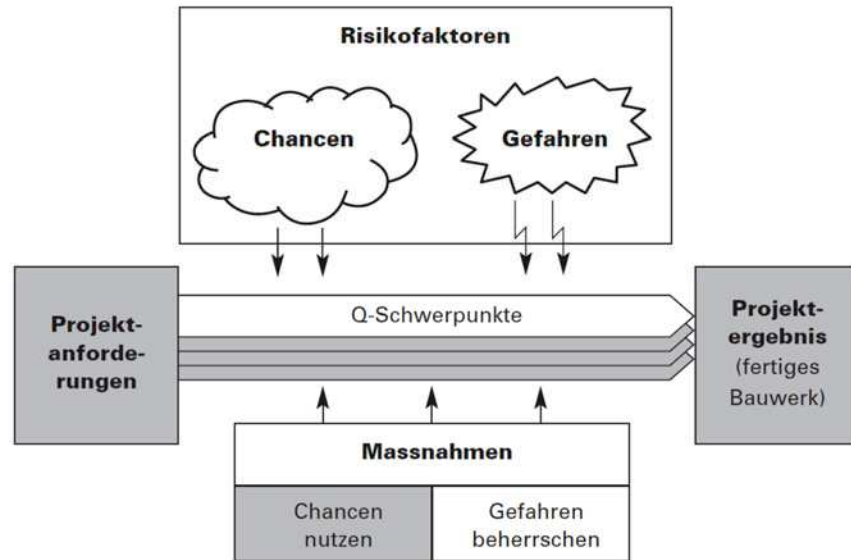 Risikofaktoren
Chancen
Gefahren
Projekt-
anforde-
rungen
Q-Schwerpunkte
Projekt-
ergebnis
(fertiges
Bauwerk)
Massnahmen
Chancen
nutzen
Gefahren
beherrschen